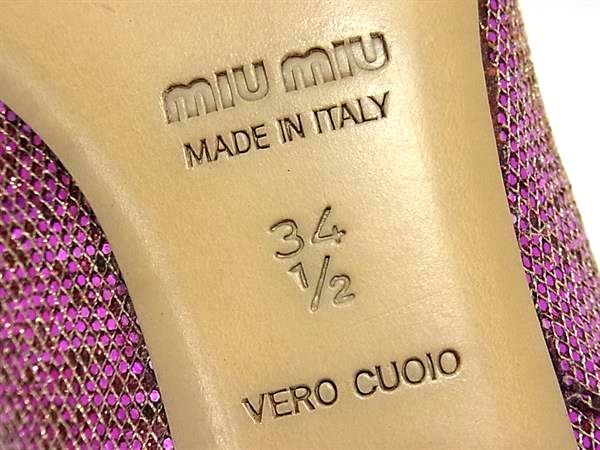 miu miu
MADE IN ITALY
34
1/2
VERO CUOIO